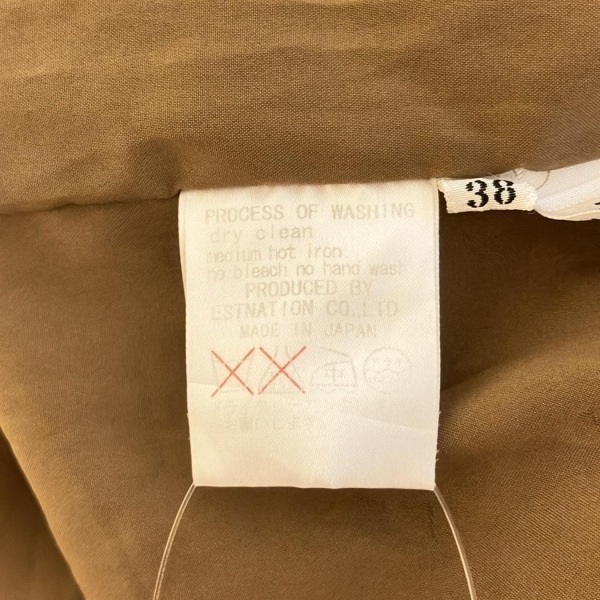 38
PROCESS OF WASHING
dry clean
medium hot iron
no bleach no hand wash
PRODUCED BY
ESTNATION CO.LTD
MADE IN JAPAN
中